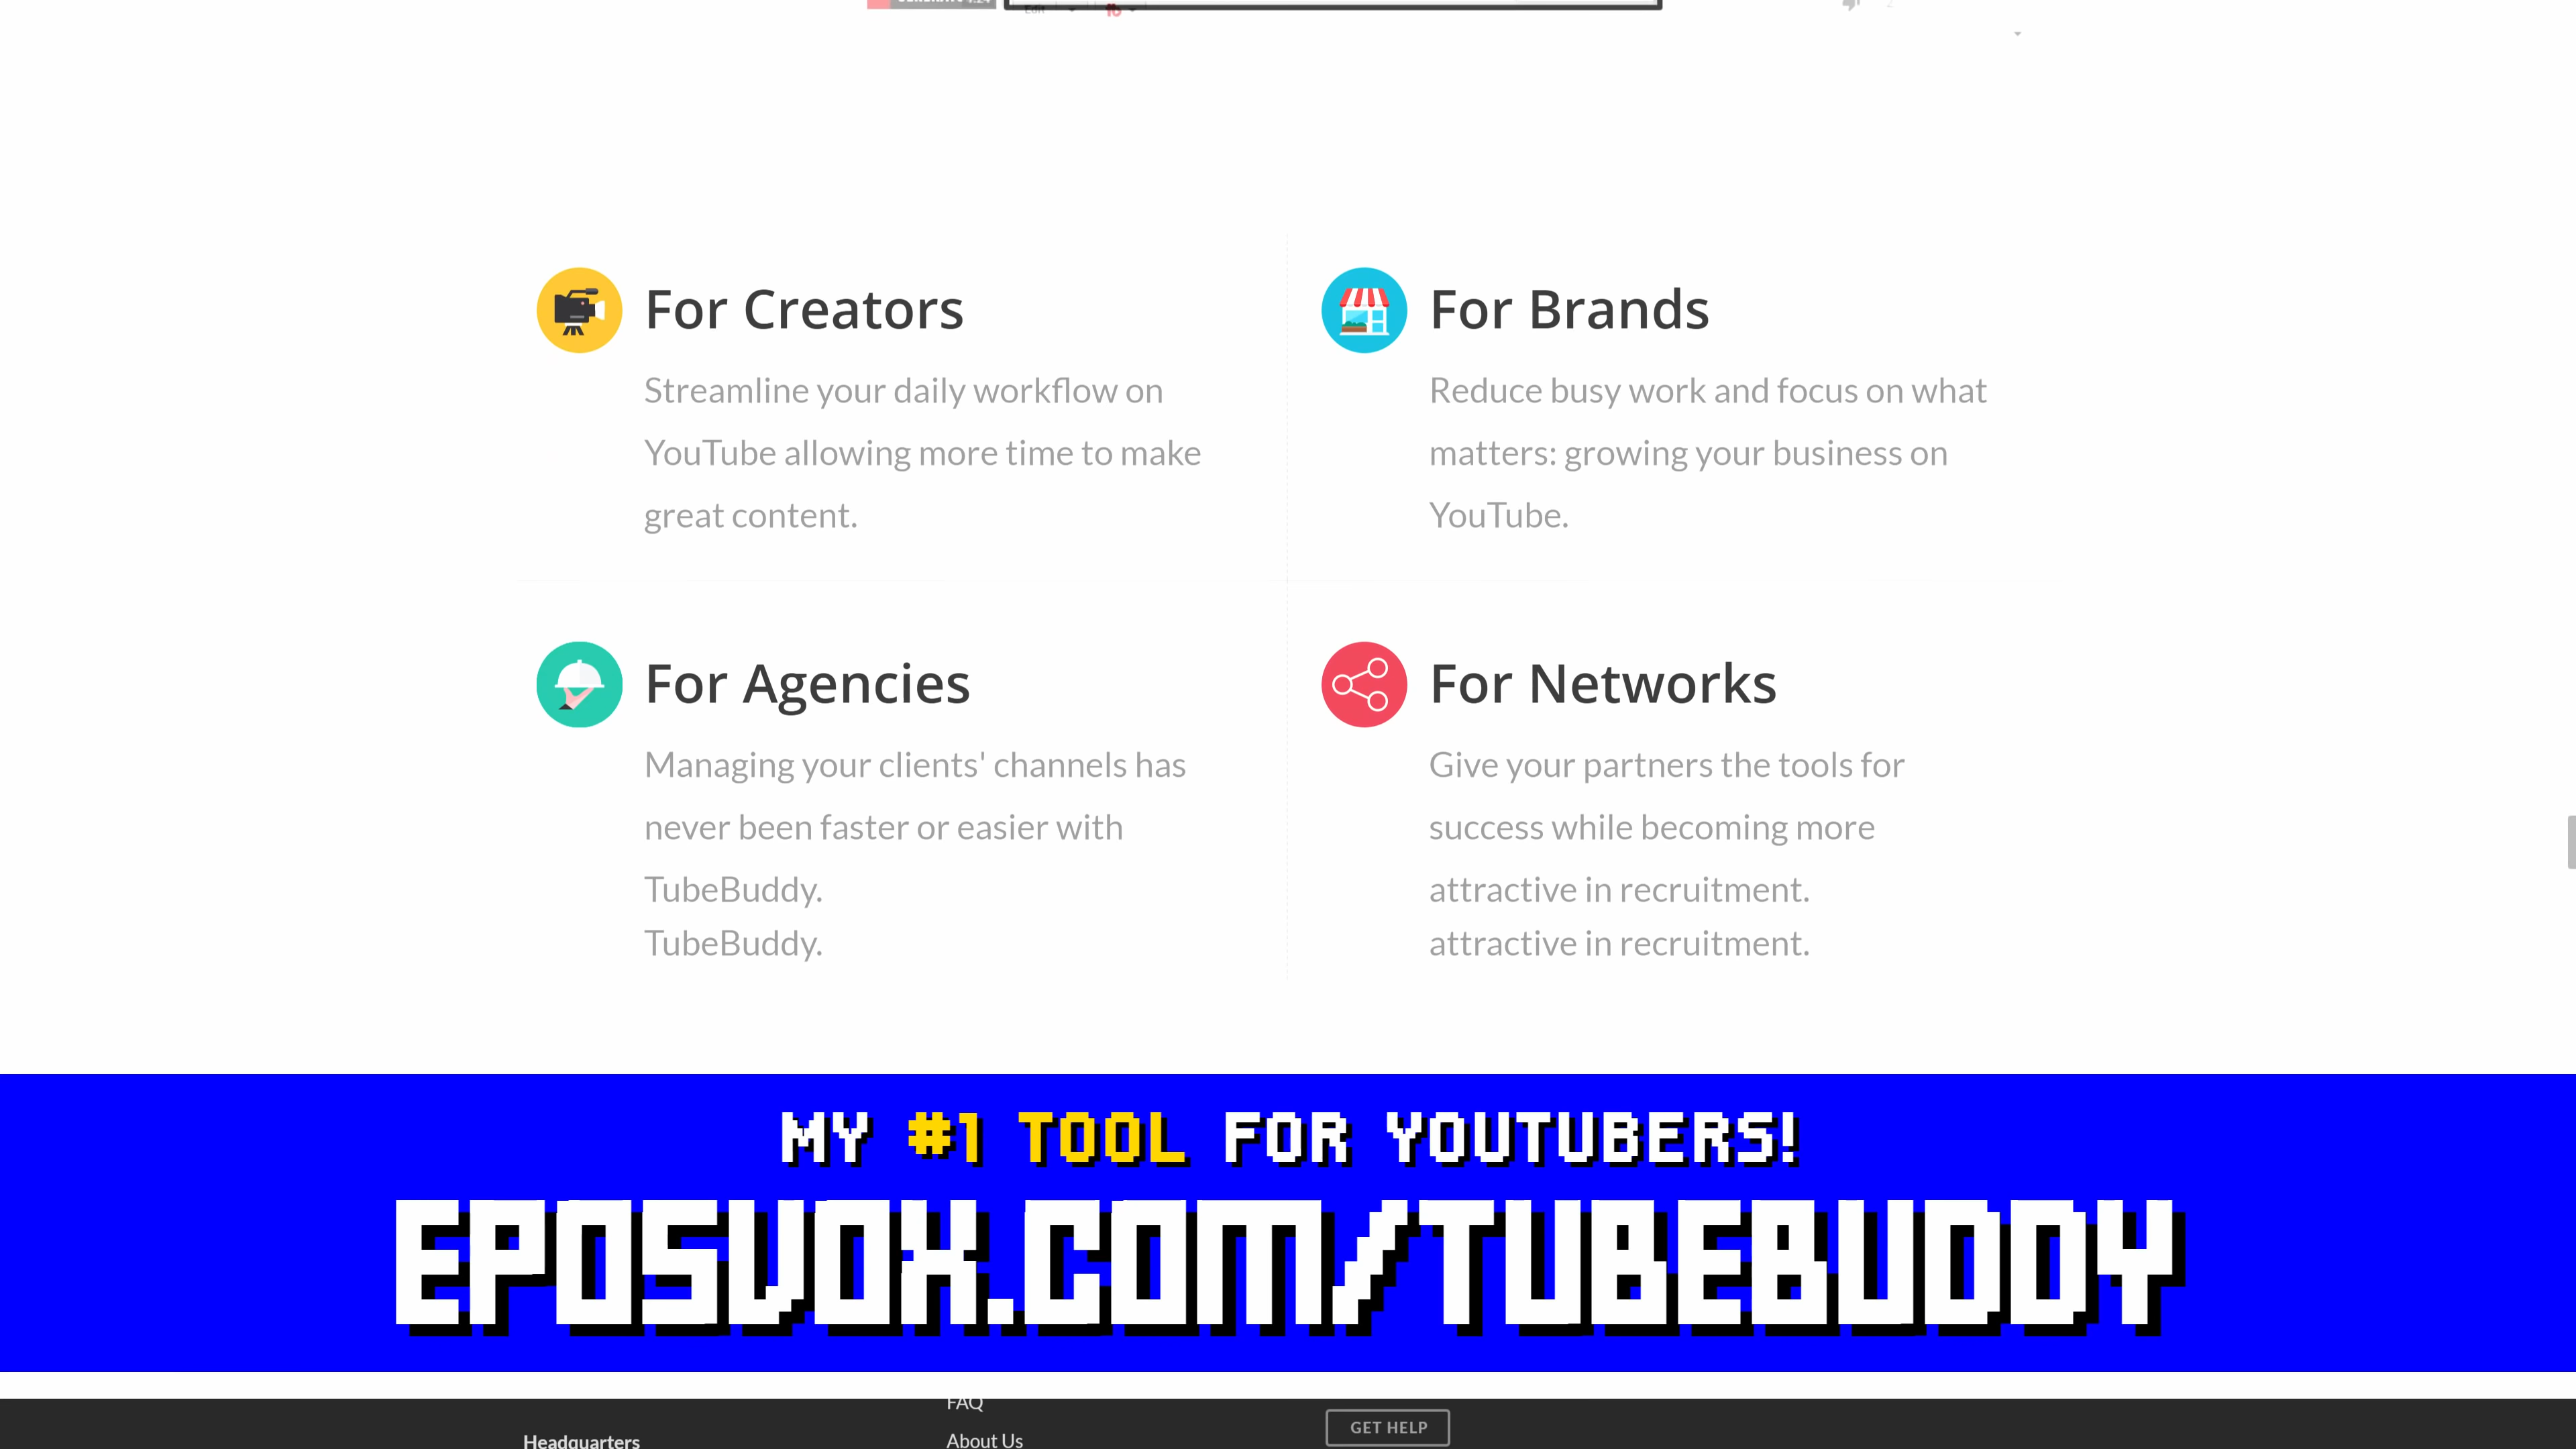 Edit
For Creators
Streamline your daily workflow on
YouTube allowing more time to make
great content.
For Brands
Reduce busy work and focus on what
matters: growing your business on
YouTube.
For Agencies
Managing your clients' channels has
never been faster or easier with
TubeBuddy.
TubeBuddy.
For Networks
Give your partners the tools for
success while becoming more
attractive in recruitment.
attractive in recruitment.
MY #1 TOOL FOR YOUTUBERS!
EPOSVOX.COM/TUBEBUDDY
FAQ
GET HELP
Headquarters
About Us